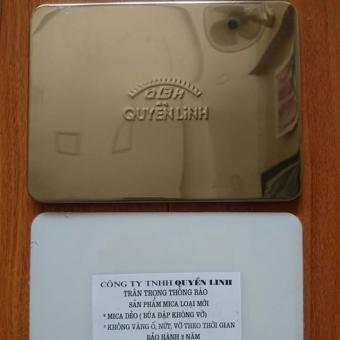 QBH
QUYỀN LINH
CÔNG TY TNHH QUYỀN LINH
TRÂN TRỌNG THÔNG BÁO
SẢN PHẨM MICA LOẠI MỚI
* MICA DẺO ( BÚA ĐẬP KHÔNG VỠ)
* KHÔNG VÀNG Ố, NỨT, VỠ THEO THỜI GIAN
BẢO HÀNH 2 NĂM